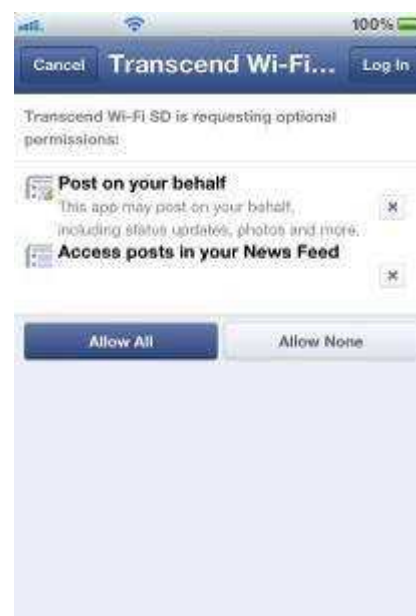 100%
Cancel Transcend Wi-Fi... Log In
Transcend Wi-Fi SD is requesting optional
permissions:
Post on your behalf
This app may post on your behalf,
including status updates, photos and more.
Access posts in your News Feed
Allow All Allow None